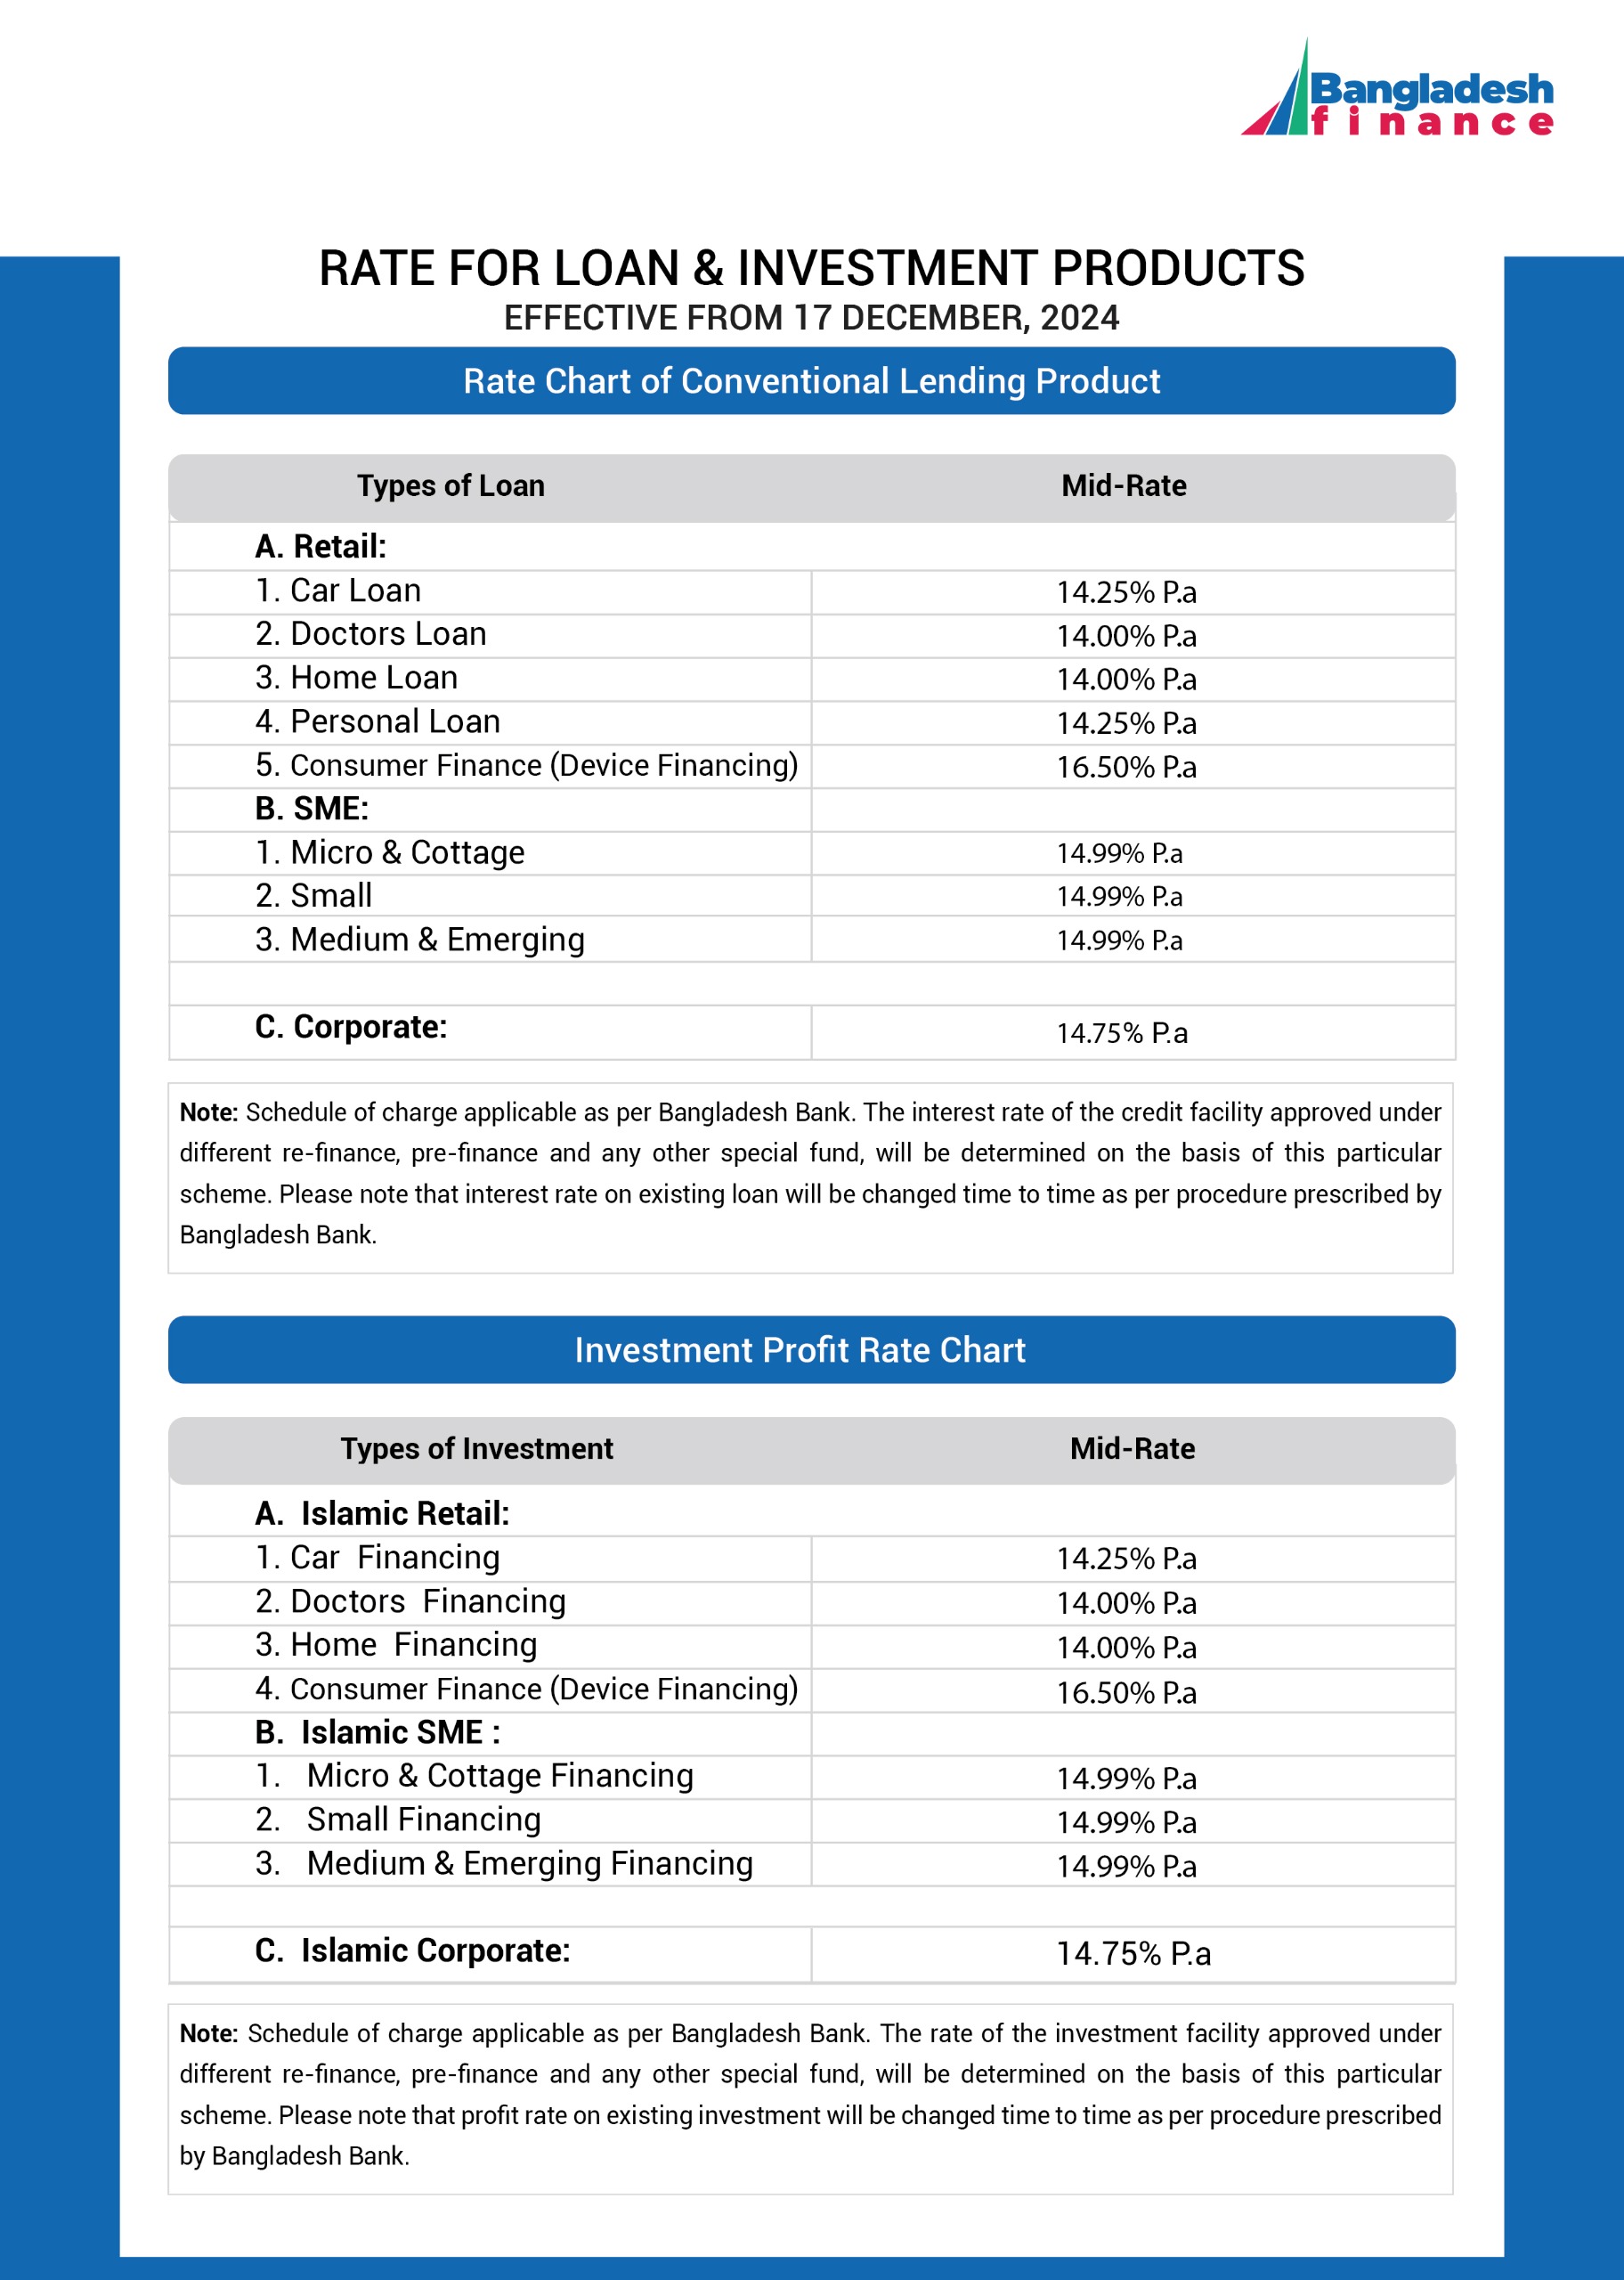 Bangladesh
finance
RATE FOR LOAN & INVESTMENT PRODUCTS
EFFECTIVE FROM 17 DECEMBER, 2024
Rate Chart of Conventional Lending Product
Types of Loan Mid-Rate
A. Retail:
1. Car Loan 14.25% P.a
2. Doctors Loan 14.00% P.a
3. Home Loan 14.00% P.a
4. Personal Loan 14.25% P.a
5. Consumer Finance (Device Financing) 16.50% P.a
B. SME:
1. Micro & Cottage 14.99% P.a
2. Small 14.99% P.a
3. Medium & Emerging 14.99% P.a
C. Corporate: 14.75% P.a
Note: Schedule of charge applicable as per Bangladesh Bank. The interest rate of the credit facility approved under
different re-finance, pre-finance and any other special fund, will be determined on the basis of this particular
scheme. Please note that interest rate on existing loan will be changed time to time as per procedure prescribed by
Bangladesh Bank.
Investment Profit Rate Chart
Types of Investment Mid-Rate
A. Islamic Retail:
1. Car Financing 14.25% P.a
2. Doctors Financing 14.00% P.a
3. Home Financing 14.00% P.a
4. Consumer Finance (Device Financing) 16.50% P.a
B. Islamic SME :
1. Micro & Cottage Financing 14.99% P.a
2. Small Financing 14.99% P.a
3. Medium & Emerging Financing 14.99% P.a
C. Islamic Corporate: 14.75% P.a
Note: Schedule of charge applicable as per Bangladesh Bank. The rate of the investment facility approved under
different re-finance, pre-finance and any other special fund, will be determined on the basis of this particular
scheme. Please note that profit rate on existing investment will be changed time to time as per procedure prescribed
by Bangladesh Bank.